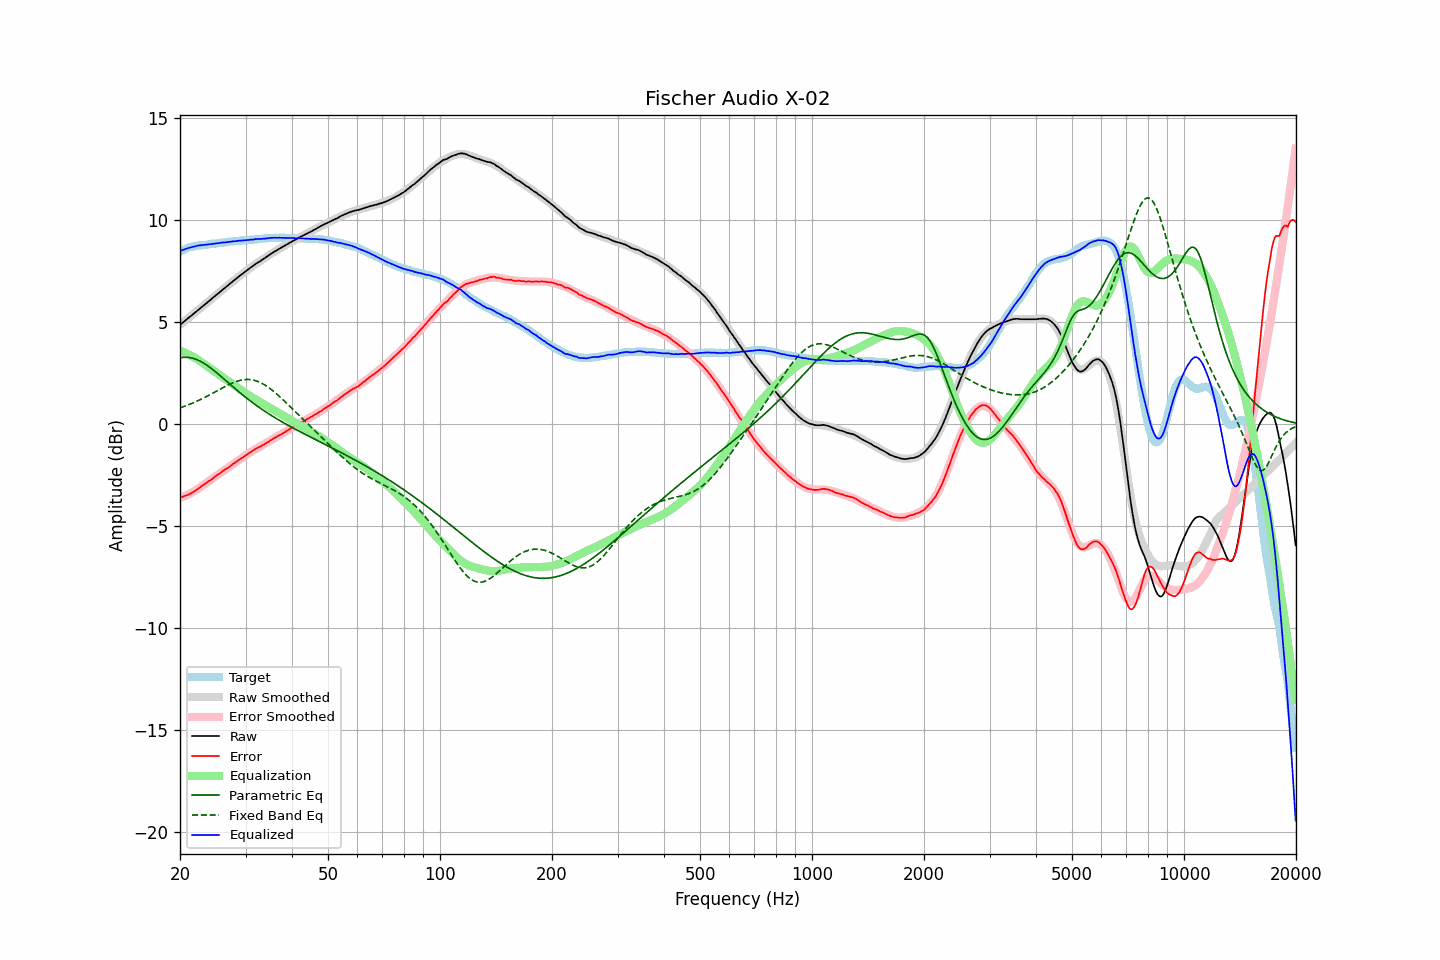 Fischer Audio X-02
Amplitude (dBr)
15
10
5
0
−5
−10
−15
−20
Target
Raw Smoothed
Error Smoothed
Raw
Error
Equalization
Parametric Eq
Fixed Band Eq
Equalized
20 50 100 200 500 1000 2000 5000 10000 20000
Frequency (Hz)